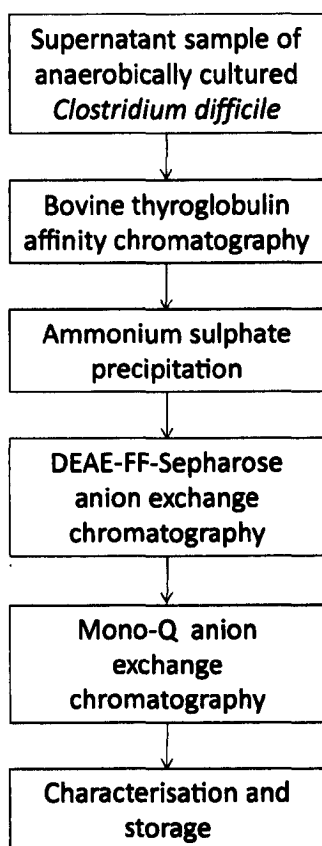 Supernatant sample of
anaerobically cultured
Clostridium difficile
Bovine thyroglobulin
affinity chromatography
Ammonium sulphate
precipitation
DEAE-FF-Sepharose
anion exchange
chromatography
Mono-Q anion
exchange
chromatography
Characterisation and
storage